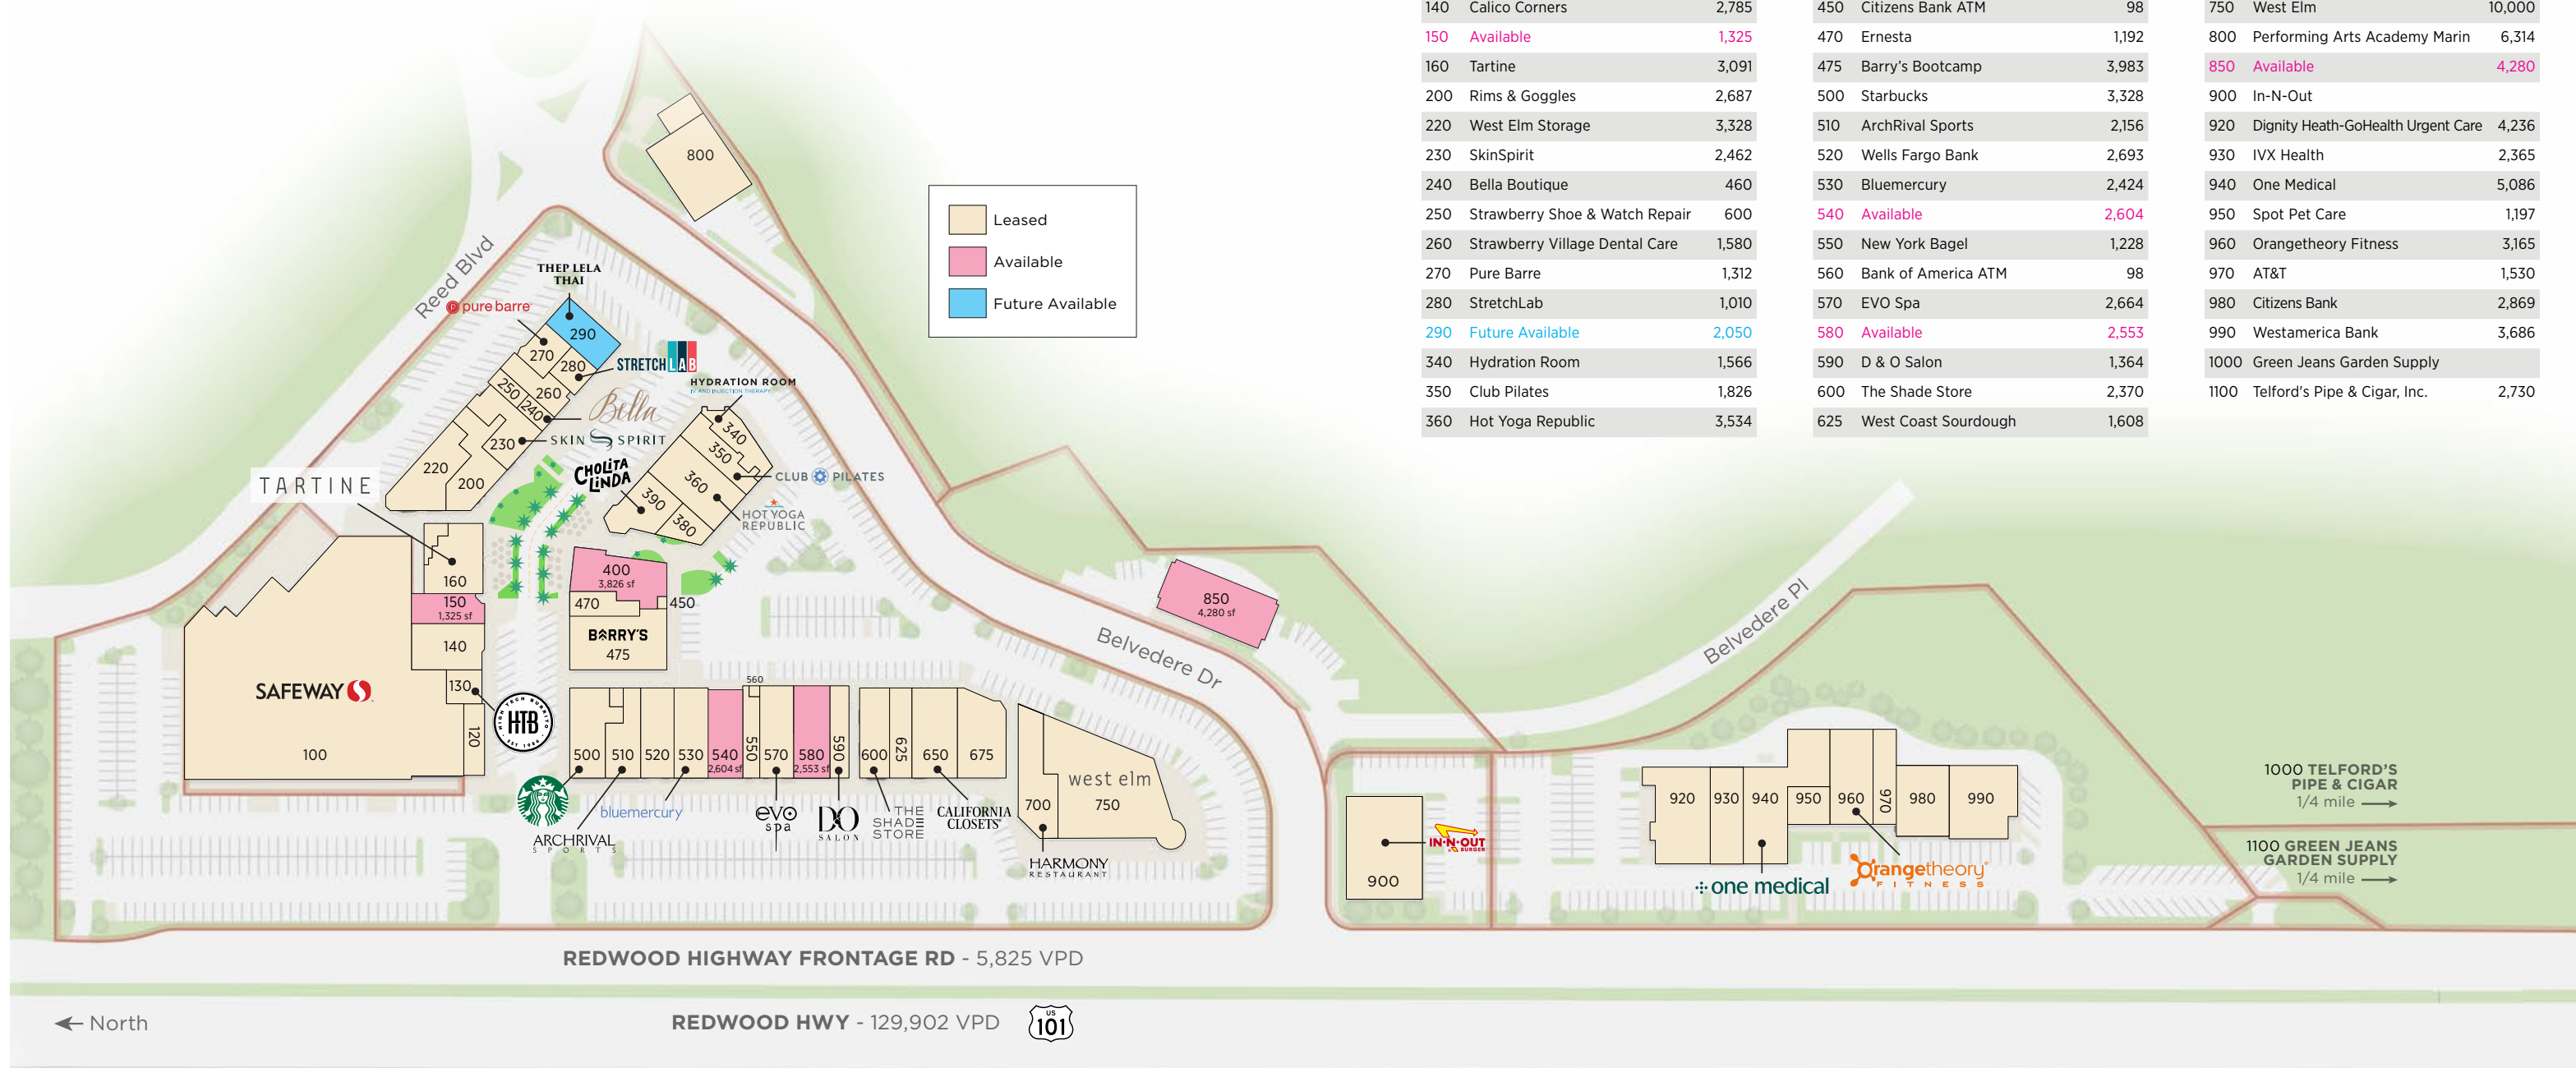 140 Calico Corners 2,785
150 Available 1,325
160 Tartine 3,091
200 Rims & Goggles 2,687
220 West Elm Storage 3,328
230 SkinSpirit 2,462
240 Bella Boutique 460
250 Strawberry Shoe & Watch Repair 600
260 Strawberry Village Dental Care 1,580
270 Pure Barre 1,312
280 StretchLab 1,010
290 Future Available 2,050
340 Hydration Room 1,566
350 Club Pilates 1,826
360 Hot Yoga Republic 3,534
450 Citizens Bank ATM 98
470 Ernesta 1,192
475 Barry's Bootcamp 3,983
500 Starbucks 3,328
510 ArchRival Sports 2,156
520 Wells Fargo Bank 2,693
530 Bluemercury 2,424
540 Available 2,604
550 New York Bagel 1,228
560 Bank of America ATM 98
570 EVO Spa 2,664
580 Available 2,553
590 D & O Salon 1,364
600 The Shade Store 2,370
625 West Coast Sourdough 1,608
750 West Elm 10,000
800 Performing Arts Academy Marin 6,314
850 Available 4,280
900 In-N-Out
920 Dignity Heath-GoHealth Urgent Care 4,236
930 IVX Health 2,365
940 One Medical 5,086
950 Spot Pet Care 1,197
960 Orangetheory Fitness 3,165
970 AT&T 1,530
980 Citizens Bank 2,869
990 Westamerica Bank 3,686
1000 Green Jeans Garden Supply
1100 Telford's Pipe & Cigar, Inc. 2,730
Leased
Available
Future Available
800
Reed Blvd
THEP LELA
THAI
pure barre
290
270
280
STRETCH LAB
HYDRATION ROOM
IV AND INJECTION THERAPY
250
260
240
Bella
230
SKIN SPIRIT
220
200
TARTINE
CHOLITA
LINDA
340
350
CLUB PILATES
360
HOT YOGA
REPUBLIC
390
380
160
150
1,325 sf
140
130
120
SAFEWAY
100
HIGH TECH BURRITO
HTB
EST 1986
400
3,826 sf
470
450
BARRY'S
475
560
500
510
520
530
540
2,604 sf
550
570
580
2,553 sf
590
600
625
650
675
ARCHRIVAL
SPORTS
bluemercury
evo
spa
DO
SALON
THE
SHADE
STORE
CALIFORNIA
CLOSETS
west elm
700
750
HARMONY
RESTAURANT
850
4,280 sf
Belvedere Dr
Belvedere Pl
900
IN-N-OUT
BURGER
920
930
940
950
960
970
980
990
one medical
Orangetheory
FITNESS
1000 TELFORD'S
PIPE & CIGAR
1/4 mile
1100 GREEN JEANS
GARDEN SUPPLY
1/4 mile
REDWOOD HIGHWAY FRONTAGE RD - 5,825 VPD
North
REDWOOD HWY - 129,902 VPD
US
101